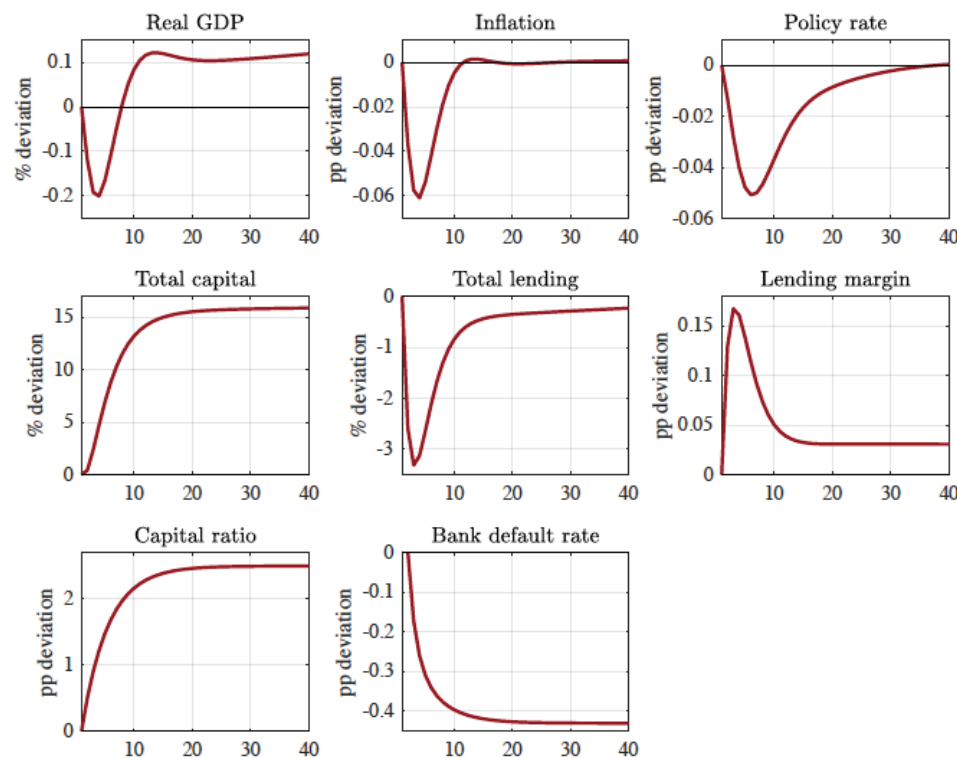 Real GDP
% deviation
0.1
0
-0.1
-0.2
10 20 30 40
Inflation
pp deviation
0
-0.02
-0.04
-0.06
10 20 30 40
Policy rate
pp deviation
0
-0.02
-0.04
-0.06
10 20 30 40
Total capital
% deviation
15
10
5
0
10 20 30 40
Total lending
% deviation
0
-1
-2
-3
10 20 30 40
Lending margin
pp deviation
0.15
0.1
0.05
0
10 20 30 40
Capital ratio
pp deviation
2
1
0
10 20 30 40
Bank default rate
pp deviation
0
-0.1
-0.2
-0.3
-0.4
10 20 30 40